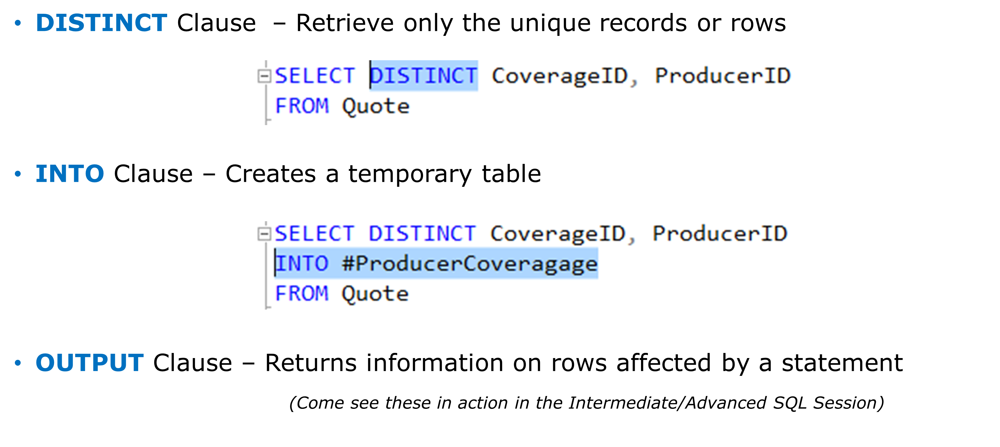 • DISTINCT Clause – Retrieve only the unique records or rows
SELECT DISTINCT CoverageID, ProducerID
FROM Quote
• INTO Clause – Creates a temporary table
SELECT DISTINCT CoverageID, ProducerID
INTO #ProducerCoveragage
FROM Quote
• OUTPUT Clause – Returns information on rows affected by a statement
(Come see these in action in the Intermediate/Advanced SQL Session)